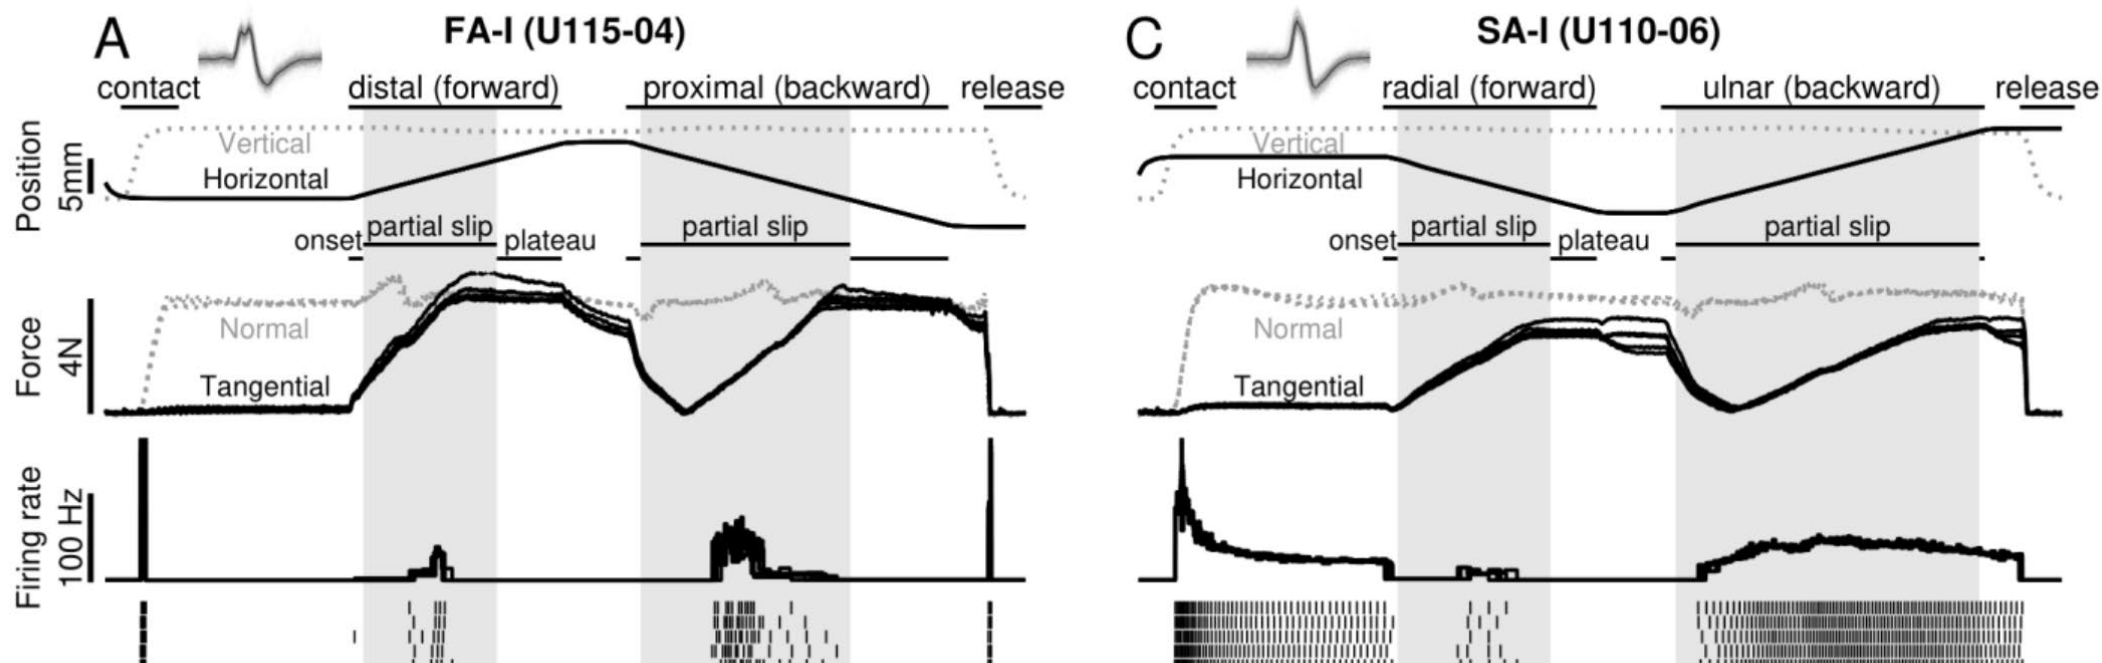 A
FA-I (U115-04)
contact
distal (forward)
proximal (backward)
release
Position
5mm
Vertical
Horizontal
onset
partial slip
plateau
partial slip
Force
4N
Normal
Tangential
Firing rate
100 Hz
C
SA-I (U110-06)
contact
radial (forward)
ulnar (backward)
release
Vertical
Horizontal
onset
partial slip
plateau
partial slip
Normal
Tangential